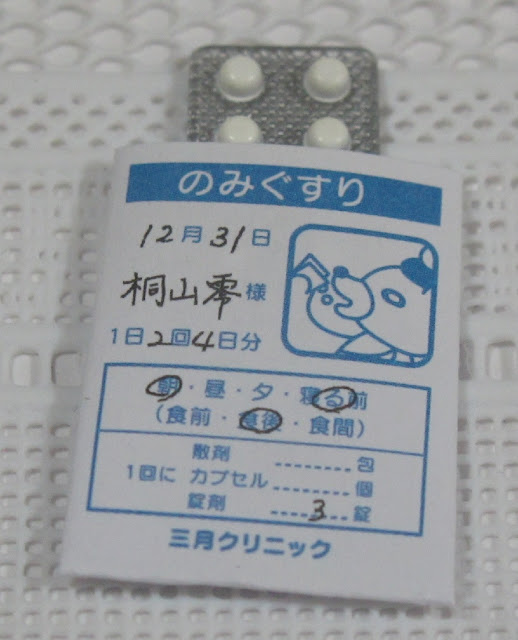 のみぐすり
12月31日
桐山零様
1日2回4日分
朝・昼・夕・寝る前
(食前・食後・食間)
散剤 包
1回に カプセル 個
錠剤 3 錠
三月クリニック